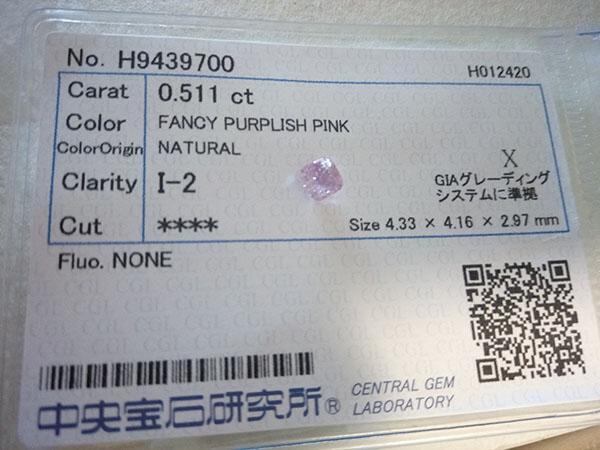 No. H9439700
H012420
Carat 0.511 ct
Color FANCY PURPLISH PINK
ColorOrigin NATURAL
Clarity I-2
X
GIAグレーディング
システムに準拠
Cut ****
Size 4.33 × 4.16 × 2.97 mm
Fluo. NONE
中央宝石研究所® CENTRAL GEM
LABORATORY